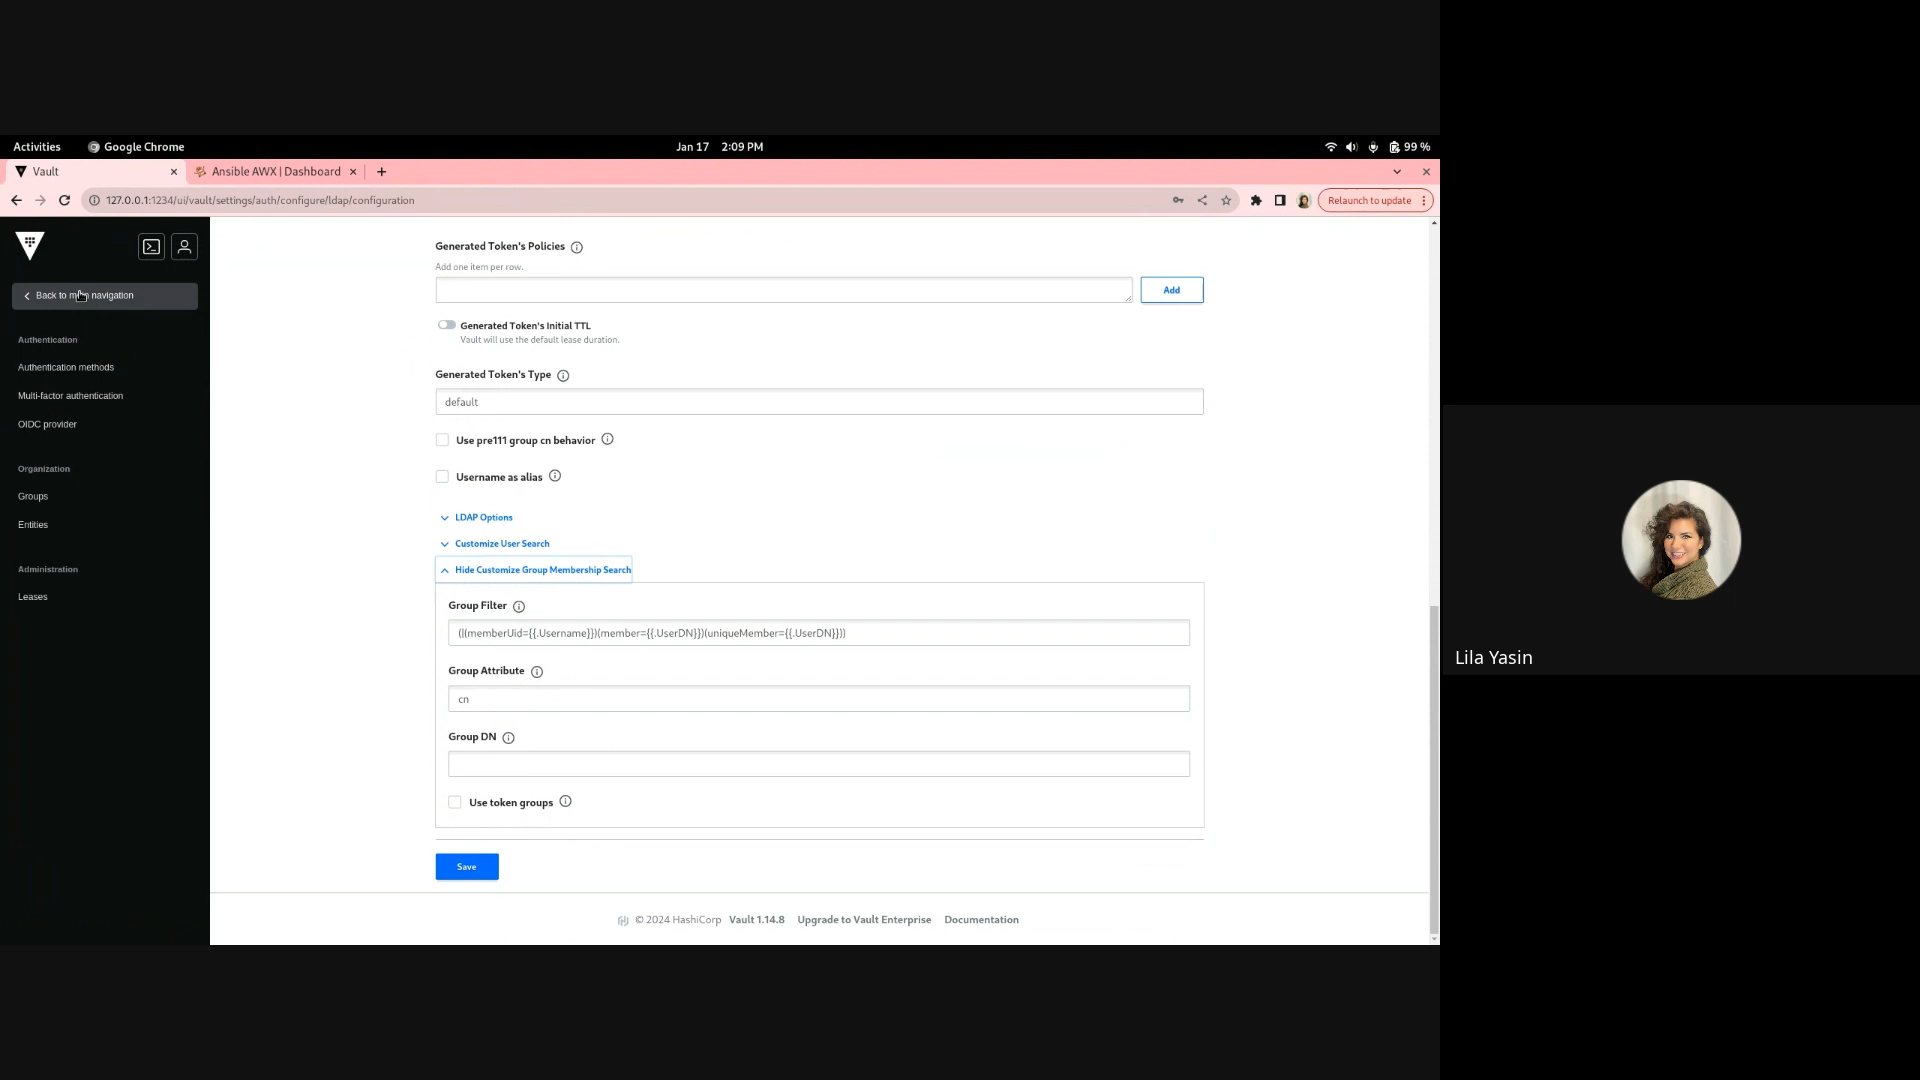 Activities
Google Chrome
Jan 17 2:09 PM
99 %
Vault
Ansible AWX | Dashboard
127.0.0.1:1234/ui/vault/settings/auth/configure/ldap/configuration
Relaunch to update
Back to main navigation
Authentication
Authentication methods
Multi-factor authentication
OIDC provider
Organization
Groups
Entities
Administration
Leases
Generated Token's Policies
Add one item per row.
Add
Generated Token's Initial TTL
Vault will use the default lease duration.
Generated Token's Type
default
Use pre111 group cn behavior
Username as alias
LDAP Options
Customize User Search
Hide Customize Group Membership Search
Group Filter
(|(memberUid={{.Username}})(member={{.UserDN}})(uniqueMember={{.UserDN}}))
Group Attribute
cn
Group DN
Use token groups
Save
© 2024 HashiCorp Vault 1.14.8 Upgrade to Vault Enterprise Documentation
Lila Yasin